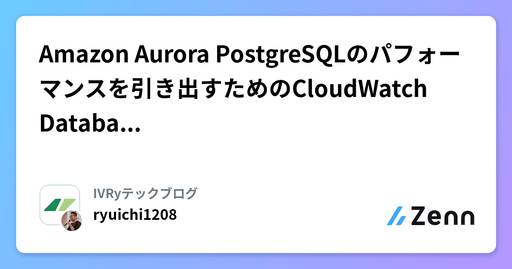 Amazon Aurora PostgreSQLのパフォー
マンスを引き出すためのCloudWatch
Databa...
IVRyテックブログ
ryuichi1208
Zenn